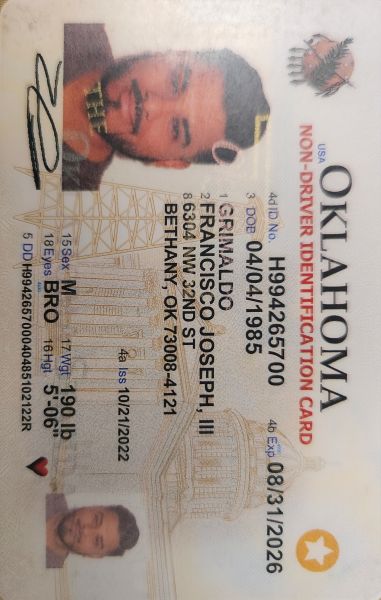 USA OKLAHOMA
NON-DRIVER IDENTIFICATION CARD
4d ID No. H994265700 4b Exp 08/31/2026
3 DOB 04/04/1985
1 GRIMALDO
2 FRANCISCO JOSEPH, III
8 6304 NW 32ND ST
BETHANY, OK 73008-4121
4a Iss 10/21/2022
15 Sex M 17 Wgt 190 lb
18 Eyes BRO 16 Hgt 5'-06"
5 DD H994265700040485102122R
THE